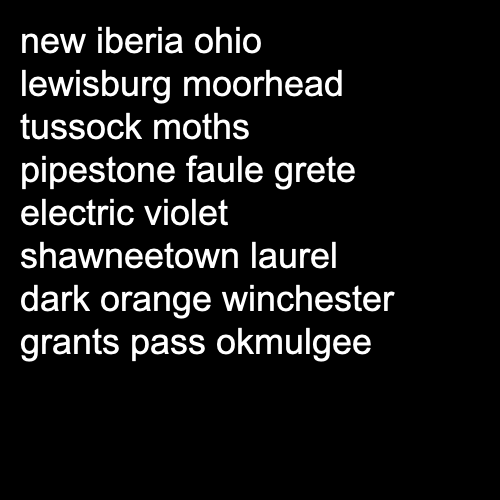 new iberia ohio
lewisburg moorhead
tussock moths
pipestone faule grete
electric violet
shawneetown laurel
dark orange winchester
grants pass okmulgee